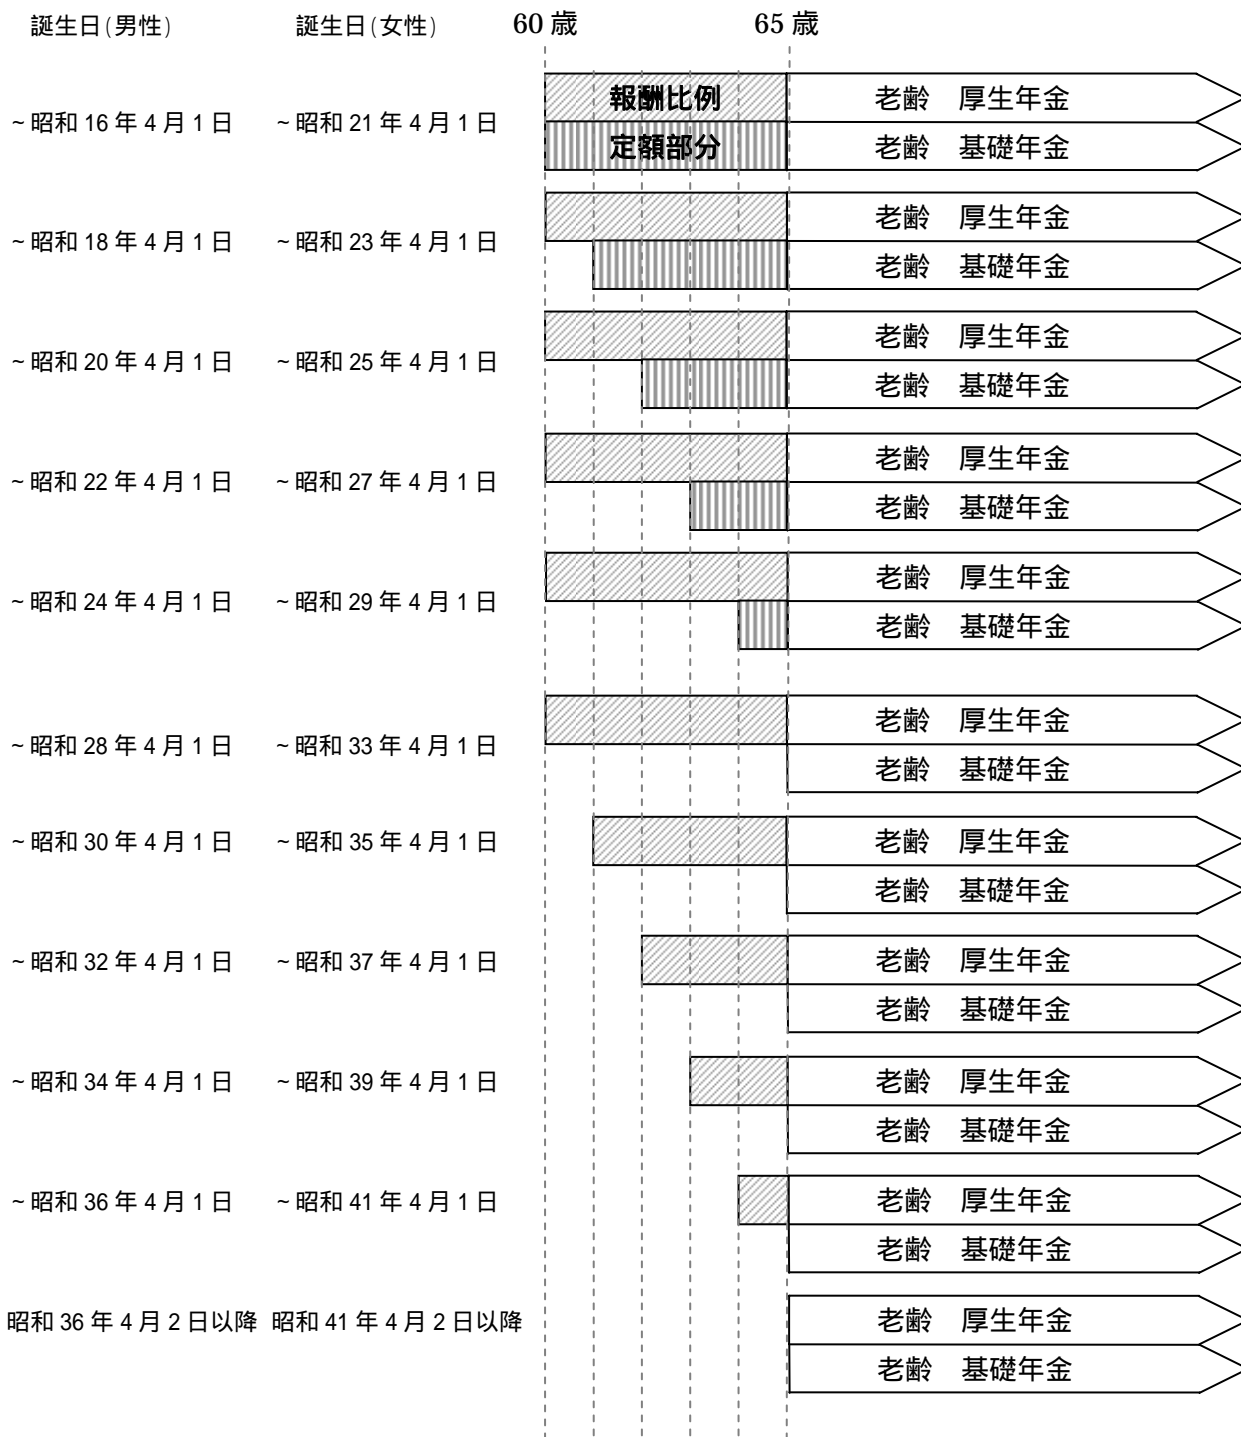 誕生日(男性) 誕生日(女性) 60 歳 65 歳
報酬比例 老齢 厚生年金
~昭和 16 年 4 月 1 日 ~昭和 21 年 4 月 1 日
定額部分 老齢 基礎年金
老齢 厚生年金
~昭和 18 年 4 月 1 日 ~昭和 23 年 4 月 1 日
老齢 基礎年金
老齢 厚生年金
~昭和 20 年 4 月 1 日 ~昭和 25 年 4 月 1 日
老齢 基礎年金
老齢 厚生年金
~昭和 22 年 4 月 1 日 ~昭和 27 年 4 月 1 日
老齢 基礎年金
老齢 厚生年金
~昭和 24 年 4 月 1 日 ~昭和 29 年 4 月 1 日
老齢 基礎年金
老齢 厚生年金
~昭和 28 年 4 月 1 日 ~昭和 33 年 4 月 1 日
老齢 基礎年金
~昭和 30 年 4 月 1 日 ~昭和 35 年 4 月 1 日 老齢 厚生年金
老齢 基礎年金
~昭和 32 年 4 月 1 日 ~昭和 37 年 4 月 1 日 老齢 厚生年金
老齢 基礎年金
~昭和 34 年 4 月 1 日 ~昭和 39 年 4 月 1 日 老齢 厚生年金
老齢 基礎年金
~昭和 36 年 4 月 1 日 ~昭和 41 年 4 月 1 日 老齢 厚生年金
老齢 基礎年金
昭和 36 年 4 月 2 日以降 昭和 41 年 4 月 2 日以降 老齢 厚生年金
老齢 基礎年金